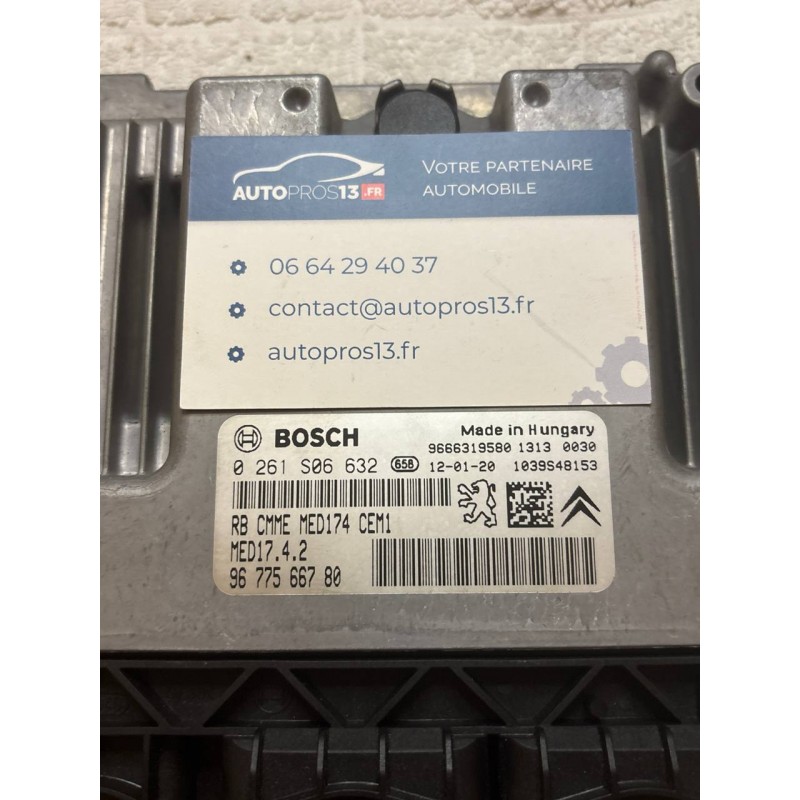 AUTOPROS13.FR
VOTRE PARTENAIRE
AUTOMOBILE
06 64 29 40 37
contact@autopros13.fr
autopros13.fr
BOSCH
Made in Hungary
9666319580 1313 0030
0 261 S06 632 658 12-01-20 1039S48153
RB CMME MED174 CEM1
MED17.4.2
96 775 667 80